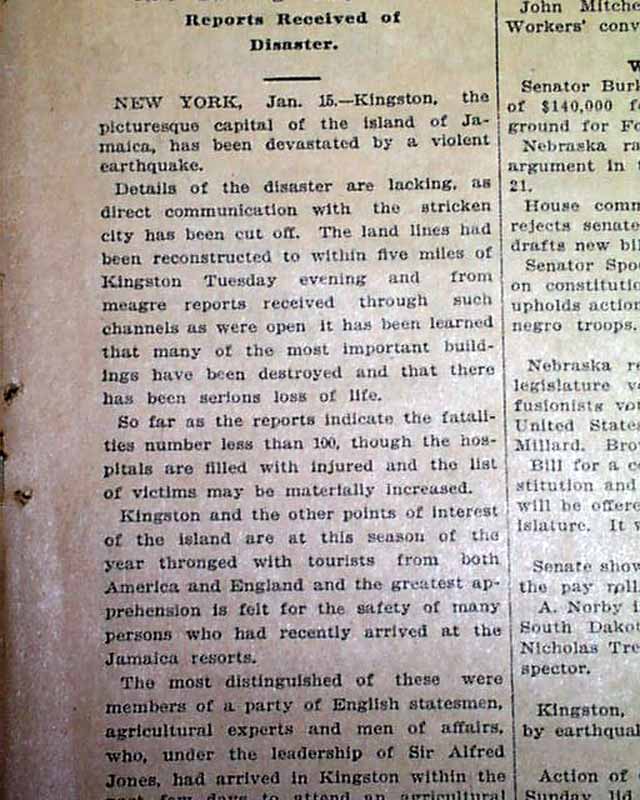 Reports Received of
Disaster.
NEW YORK, Jan. 15.—Kingston, the
picturesque capital of the island of Ja-
maica, has been devastated by a violent
earthquake.
Details of the disaster are lacking, as
direct communication with the stricken
city has been cut off. The land lines had
been reconstructed to within five miles of
Kingston Tuesday evening and from
meagre reports received through such
channels as were open it has been learned
that many of the most important build-
ings have been destroyed and that there
has been serions loss of life.
So far as the reports indicate the fatali-
ties number less than 100, though the hos-
pitals are filled with injured and the list
of victims may be materially increased.
Kingston and the other points of interest
of the island are at this season of the
year thronged with tourists from both
America and England and the greatest ap-
prehension is felt for the safety of many
persons who had recently arrived at the
Jamaica resorts.
The most distinguished of these were
members of a party of English statesmen,
agricultural experts and men of affairs,
who, under the leadership of Sir Alfred
Jones, had arrived in Kingston within the
past few days to attend an agricultural
John Mitche
Workers' conv
W
Senator Burk
of $140,000 fo
ground for Fo
Nebraska ra
argument in t
21.
House comm
rejects senate
drafts new bil
Senator Spoo
on constitutio
upholds action
negro troops.
Nebraska re
legislature v
fusionists vot
United States
Millard. Bro
Bill for a c
stitution and
will be offere
islature. It w
Senate show
the pay roll
A. Norby i
South Dakot
Nicholas Tre
spector.
Kingston,
by earthqual
Action of
Sunday lid